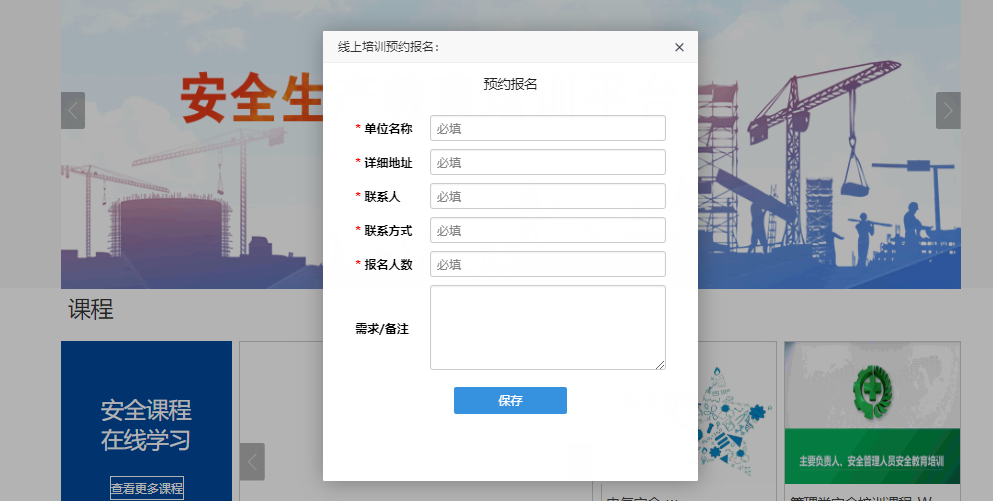 线上培训预约报名：
预约报名
安全生
* 单位名称 必填
* 详细地址 必填
* 联系人 必填
* 联系方式 必填
* 报名人数 必填
需求/备注
保存
课程
安全课程
在线学习
查看更多课程
主要负责人、安全管理人员安全教育培训